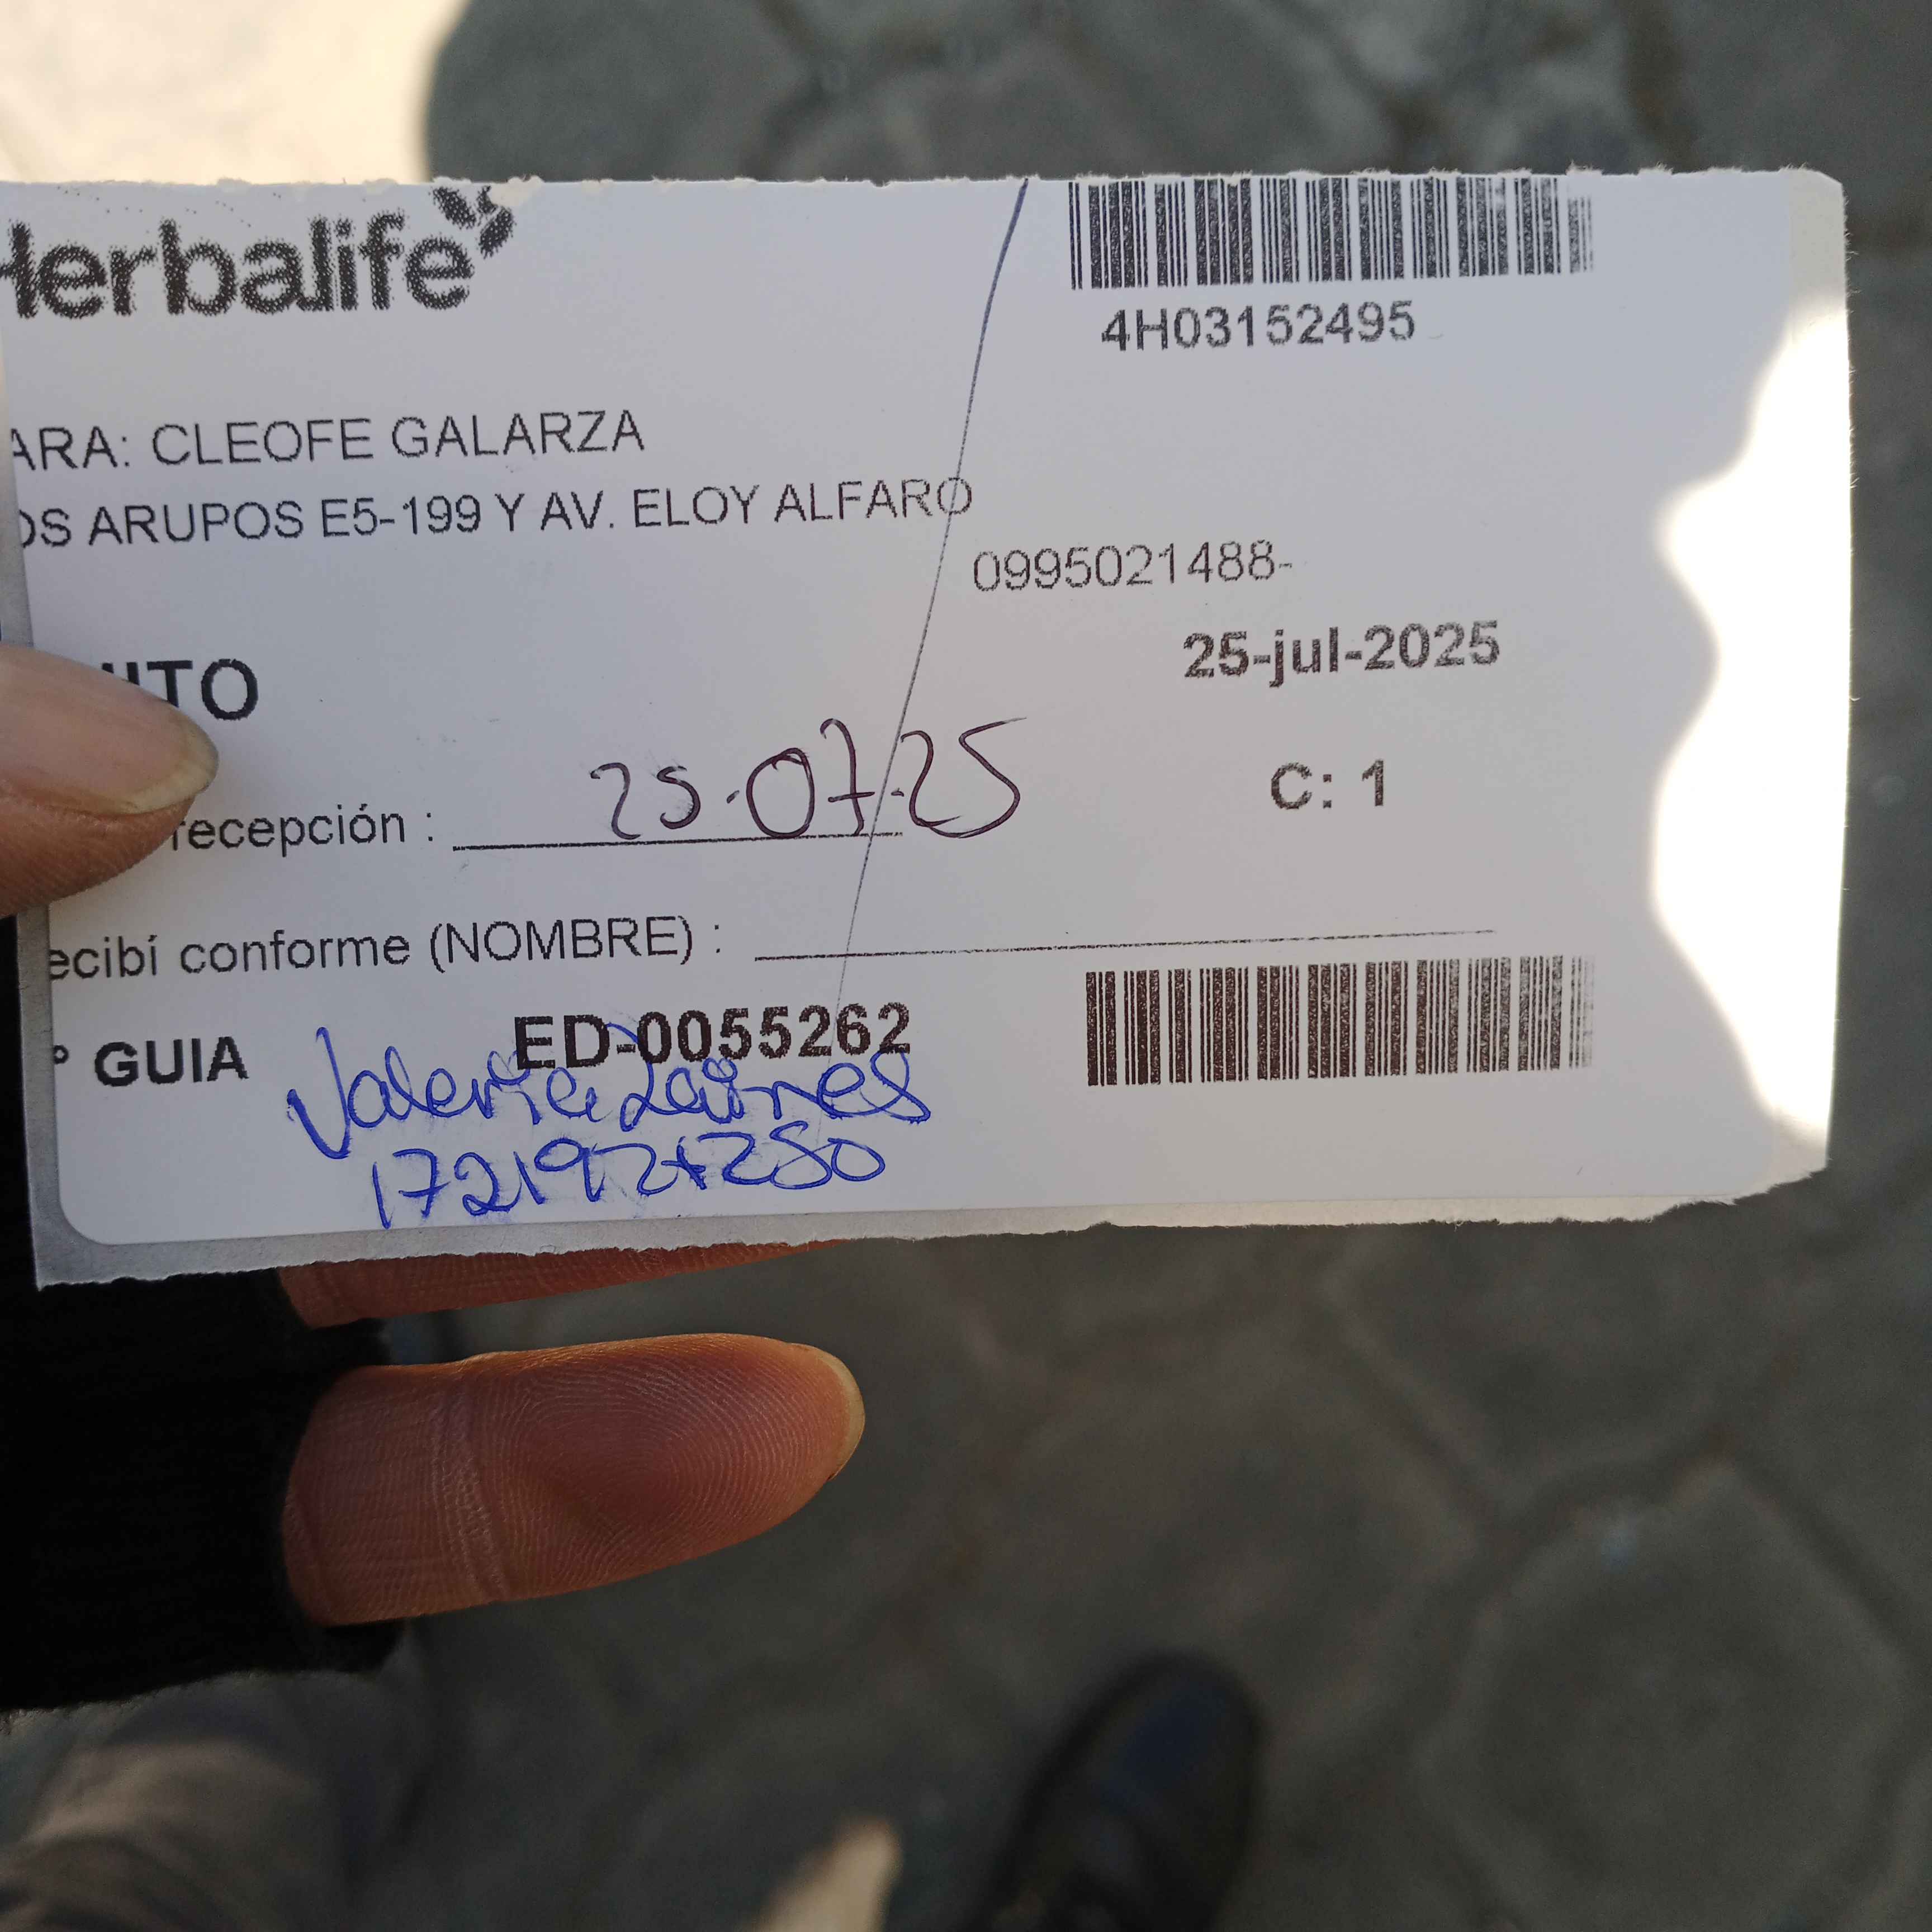 Herbalife
4H03152495
ARA: CLEOFE GALARZA
OS ARUPOS E5-199 Y AV. ELOY ALFARO
0995021488-
25-jul-2025
UITO
recepción : 25.07.25
C: 1
ecibí conforme (NOMBRE) :
° GUIA ED-0055262
Valeria